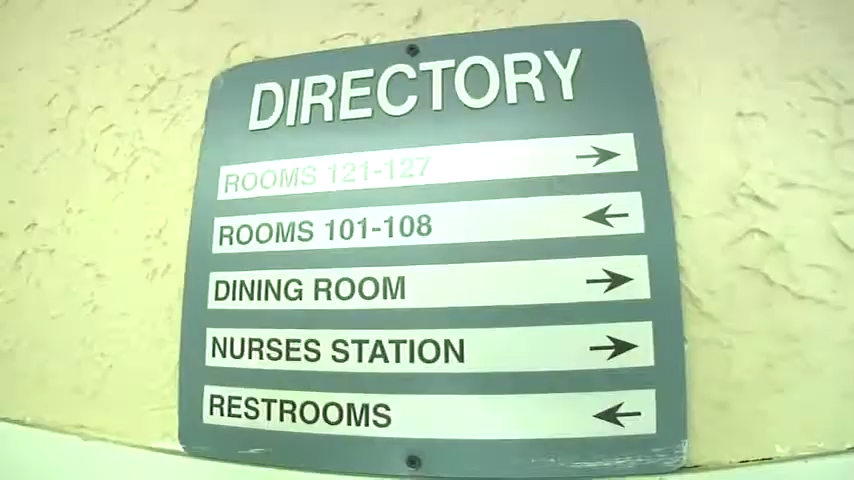 DIRECTORY
ROOMS 121-127 →
ROOMS 101-108 ←
DINING ROOM →
NURSES STATION →
RESTROOMS ←